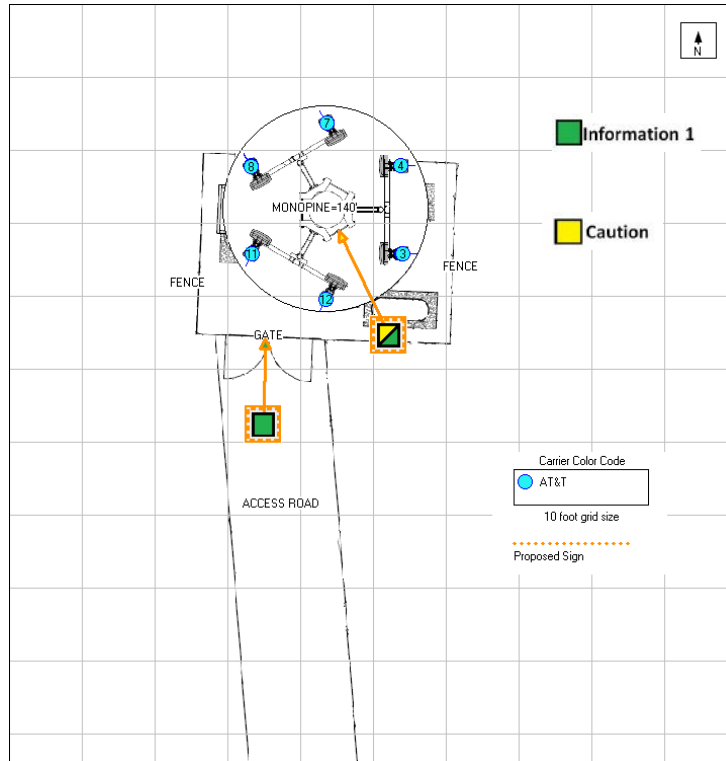 N
7
Information 1
8
4
MONOPINE=140'
Caution
11
3
FENCE
FENCE
12
GATE
Carrier Color Code
AT&T
ACCESS ROAD
10 foot grid size
Proposed Sign